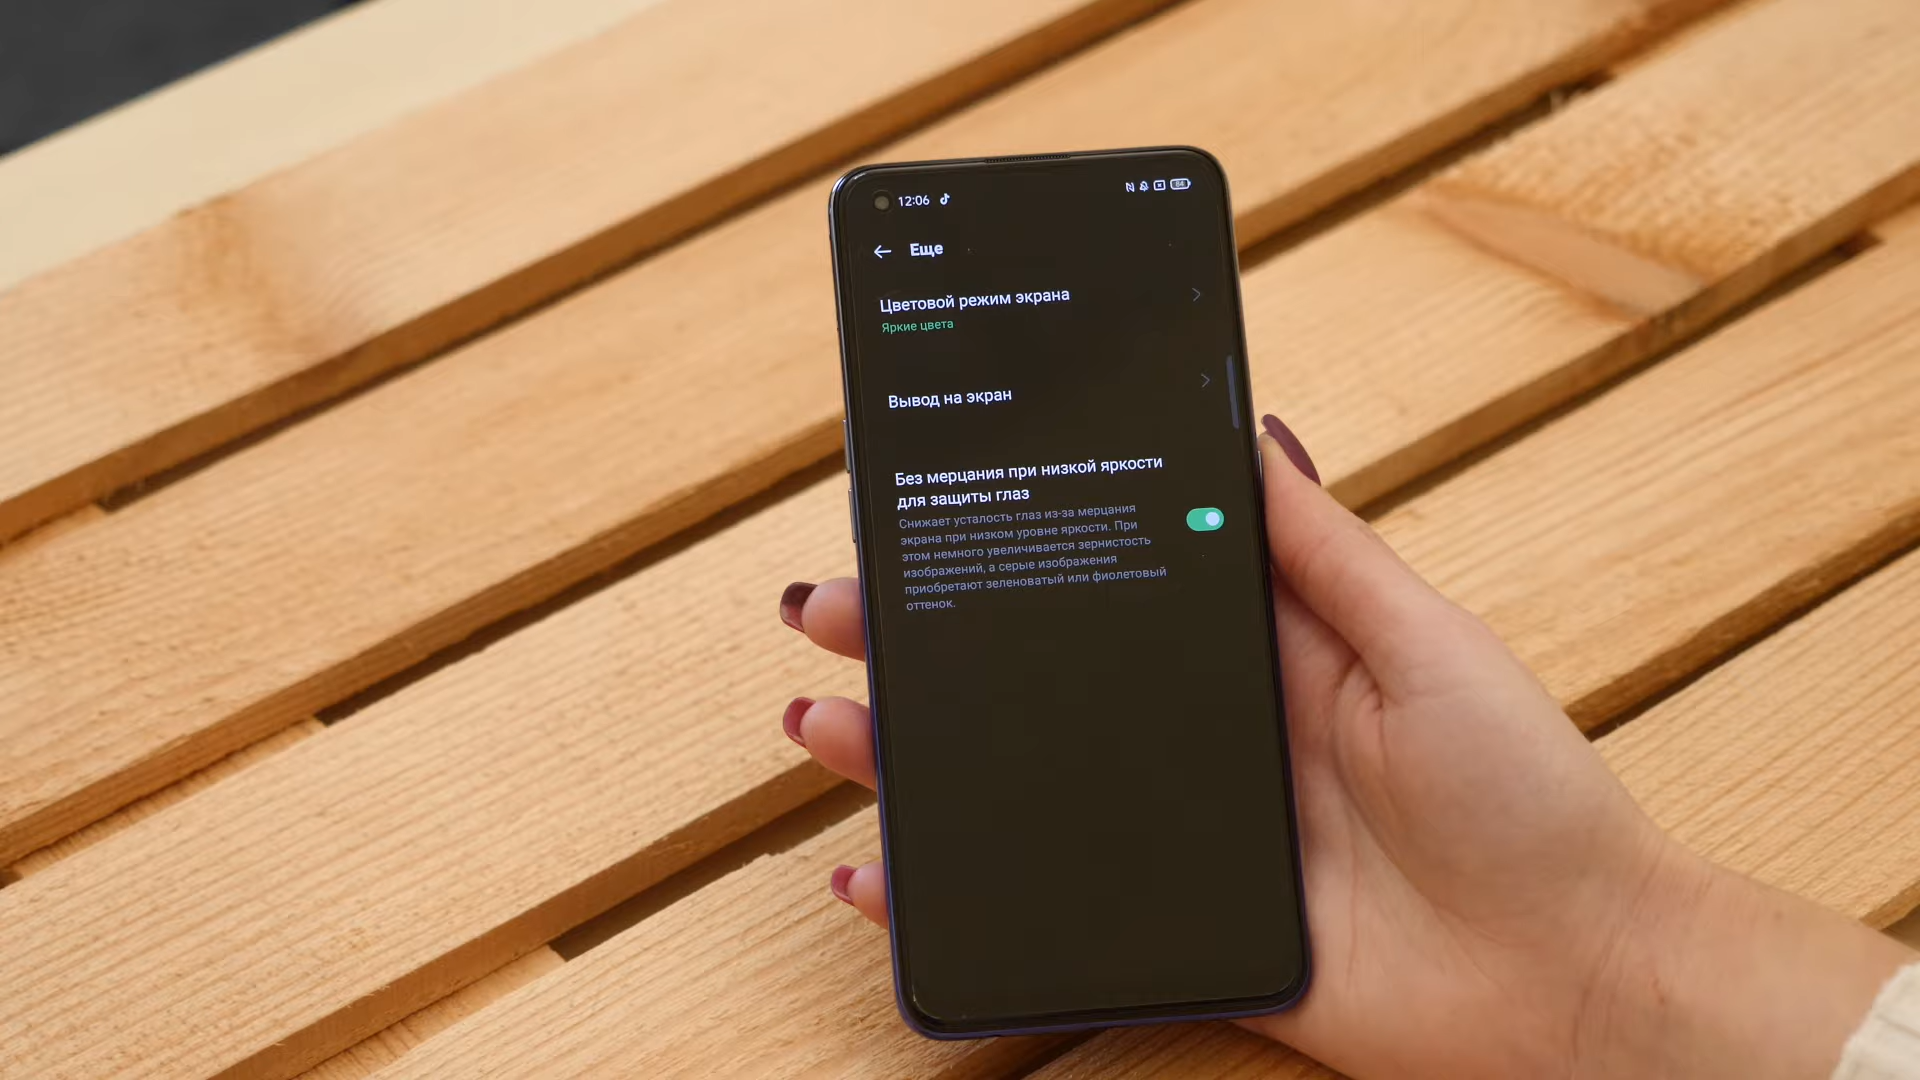 12:06
84
Еще
Цветовой режим экрана
Яркие цвета
Вывод на экран
Без мерцания при низкой яркости
для защиты глаз
Снижает усталость глаз из-за мерцания
экрана при низком уровне яркости. При
этом немного увеличивается зернистость
изображений, а серые изображения
приобретают зеленоватый или фиолетовый
оттенок.